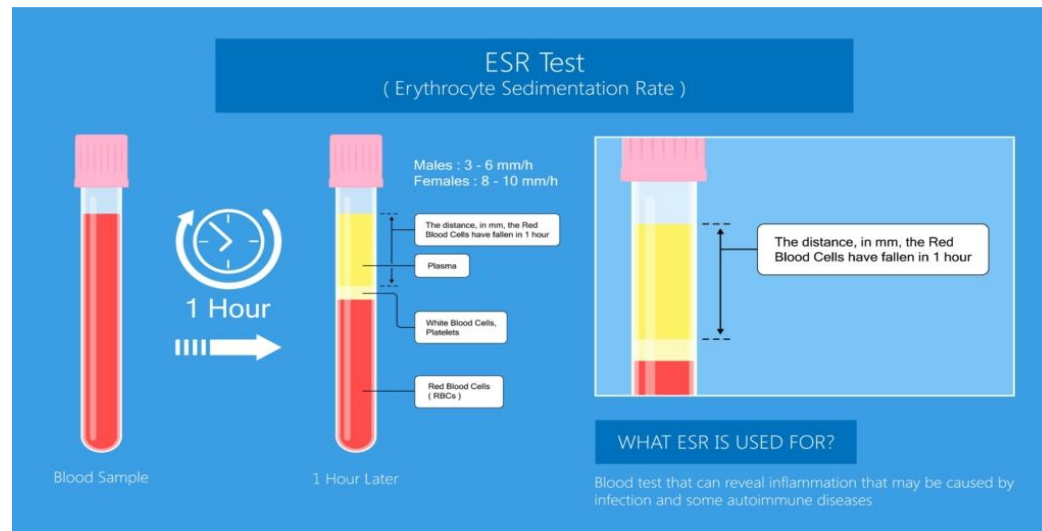 ESR Test
( Erythrocyte Sedimentation Rate )
Males : 3 - 6 mm/h
Females : 8 - 10 mm/h
The distance, in mm, the Red
Blood Cells have fallen in 1 hour
Plasma
1 Hour
White Blood Cells,
Platelets
Red Blood Cells
( RBCs )
Blood Sample
1 Hour Later
The distance, in mm, the Red
Blood Cells have fallen in 1 hour
WHAT ESR IS USED FOR?
Blood test that can reveal inflammation that may be caused by
infection and some autoimmune diseases